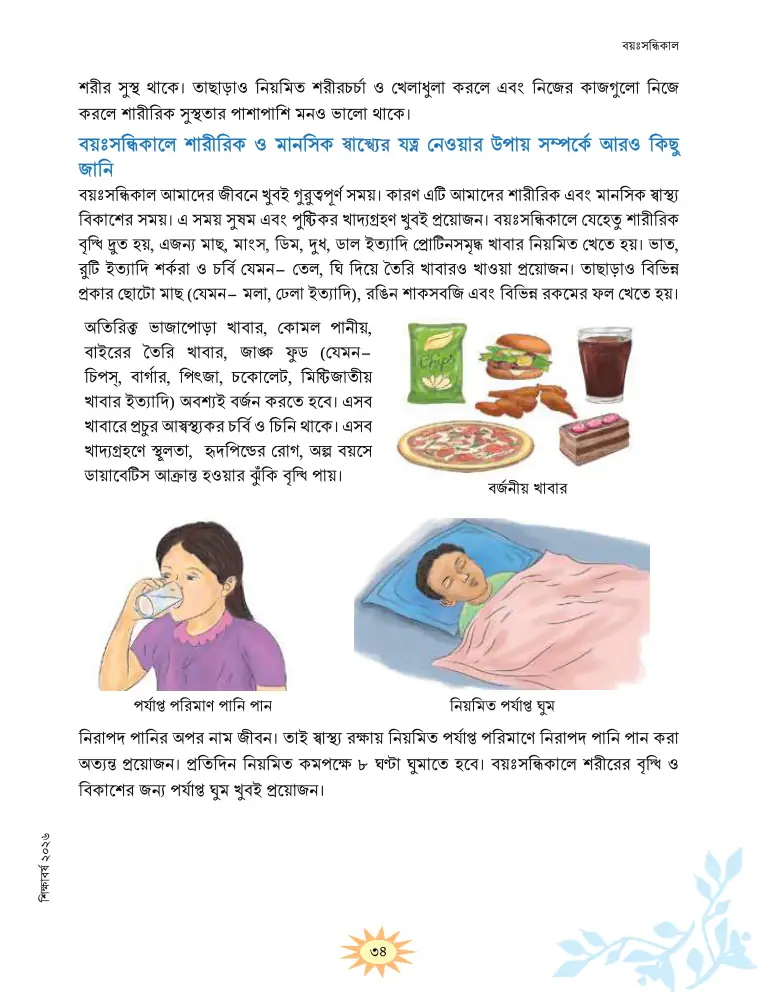 বয়ঃসন্ধিকাল
শরীর সুস্থ থাকে। তাছাড়াও নিয়মিত শরীরচর্চা ও খেলাধুলা করলে এবং নিজের কাজগুলো নিজে
করলে শারীরিক সুস্থতার পাশাপাশি মনও ভালো থাকে।
বয়ঃসন্ধিকালে শারীরিক ও মানসিক স্বাস্থ্যের যত্ন নেওয়ার উপায় সম্পর্কে আরও কিছু
জানি
বয়ঃসন্ধিকাল আমাদের জীবনে খুবই গুরুত্বপূর্ণ সময়। কারণ এটি আমাদের শারীরিক এবং মানসিক স্বাস্থ্য
বিকাশের সময়। এ সময় সুষম এবং পুষ্টিকর খাদ্যগ্রহণ খুবই প্রয়োজন। বয়ঃসন্ধিকালে যেহেতু শারীরিক
বৃদ্ধি দ্রুত হয়, এজন্য মাছ, মাংস, ডিম, দুধ, ডাল ইত্যাদি প্রোটিনসমৃদ্ধ খাবার নিয়মিত খেতে হয়। ভাত,
রুটি ইত্যাদি শর্করা ও চর্বি যেমন– তেল, ঘি দিয়ে তৈরি খাবারও খাওয়া প্রয়োজন। তাছাড়াও বিভিন্ন
প্রকার ছোটো মাছ (যেমন– মলা, ঢেলা ইত্যাদি), রঙিন শাকসবজি এবং বিভিন্ন রকমের ফল খেতে হয়।
অতিরিক্ত ভাজাপোড়া খাবার, কোমল পানীয়,
বাইরের তৈরি খাবার, জাঙ্ক ফুড (যেমন–
চিপস্, বার্গার, পিৎজা, চকোলেট, মিষ্টিজাতীয়
খাবার ইত্যাদি) অবশ্যই বর্জন করতে হবে। এসব
খাবারে প্রচুর আস্বস্থ্যকর চর্বি ও চিনি থাকে। এসব
খাদ্যগ্রহণে স্থূলতা, হৃদপিন্ডের রোগ, অল্প বয়সে
ডায়াবেটিস আক্রান্ত হওয়ার ঝুঁকি বৃদ্ধি পায়।
Chips
বর্জনীয় খাবার
পর্যাপ্ত পরিমাণ পানি পান
নিয়মিত পর্যাপ্ত ঘুম
নিরাপদ পানির অপর নাম জীবন। তাই স্বাস্থ্য রক্ষায় নিয়মিত পর্যাপ্ত পরিমাণে নিরাপদ পানি পান করা
অত্যন্ত প্রয়োজন। প্রতিদিন নিয়মিত কমপক্ষে ৮ ঘণ্টা ঘুমাতে হবে। বয়ঃসন্ধিকালে শরীরের বৃদ্ধি ও
বিকাশের জন্য পর্যাপ্ত ঘুম খুবই প্রয়োজন।
শিক্ষাবর্ষ ২০২৬
৩৪